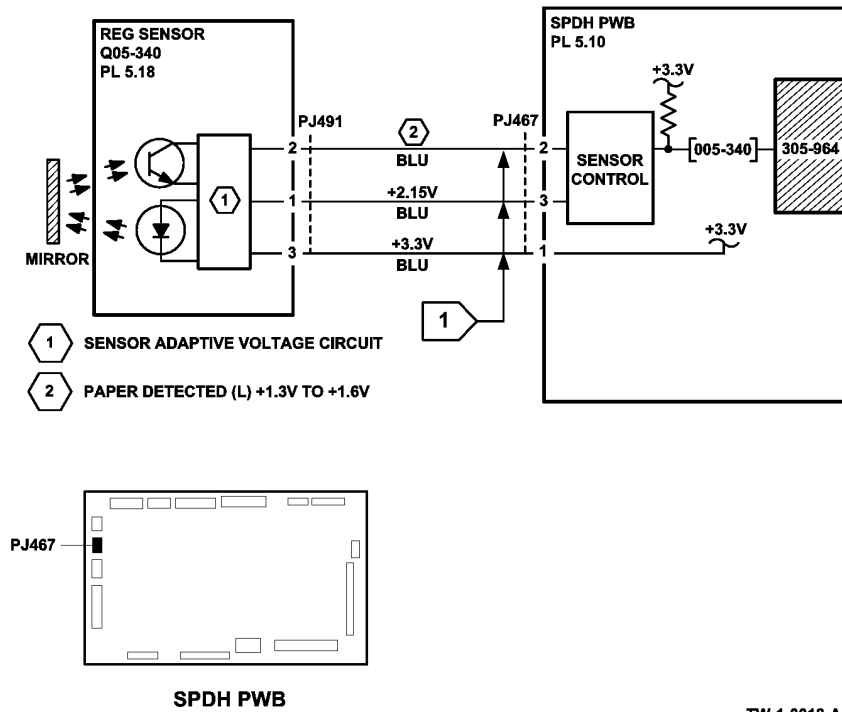 REG SENSOR
Q05-340
PL 5.18
SPDH PWB
PL 5.10
+3.3V
PJ491
2
PJ467
2
BLU
2
SENSOR
CONTROL
[005-340]
305-964
1
1
+2.15V
BLU
3
3
+3.3V
BLU
1
+3.3V
MIRROR
1
1 SENSOR ADAPTIVE VOLTAGE CIRCUIT
2 PAPER DETECTED (L) +1.3V TO +1.6V
PJ467
SPDH PWB